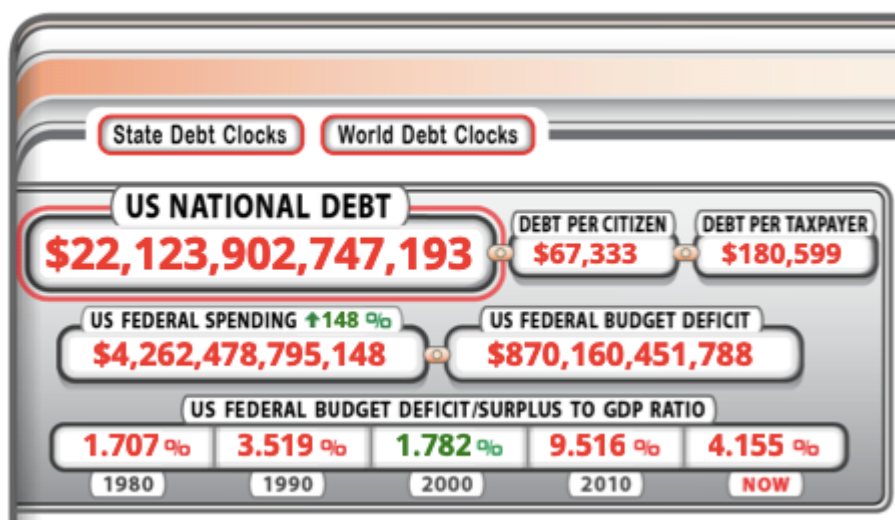 State Debt Clocks World Debt Clocks
US NATIONAL DEBT
DEBT PER CITIZEN DEBT PER TAXPAYER
$22,123,902,747,193 $67,333 $180,599
US FEDERAL SPENDING ↑148 % US FEDERAL BUDGET DEFICIT
$4,262,478,795,148 $870,160,451,788
US FEDERAL BUDGET DEFICIT/SURPLUS TO GDP RATIO
1.707 % 3.519 % 1.782 % 9.516 % 4.155 %
1980 1990 2000 2010 NOW